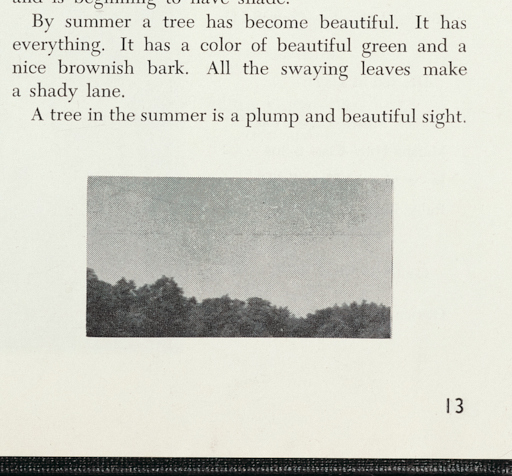 and is beginning to have shade.
By summer a tree has become beautiful. It has
everything. It has a color of beautiful green and a
nice brownish bark. All the swaying leaves make
a shady lane.
A tree in the summer is a plump and beautiful sight.
13